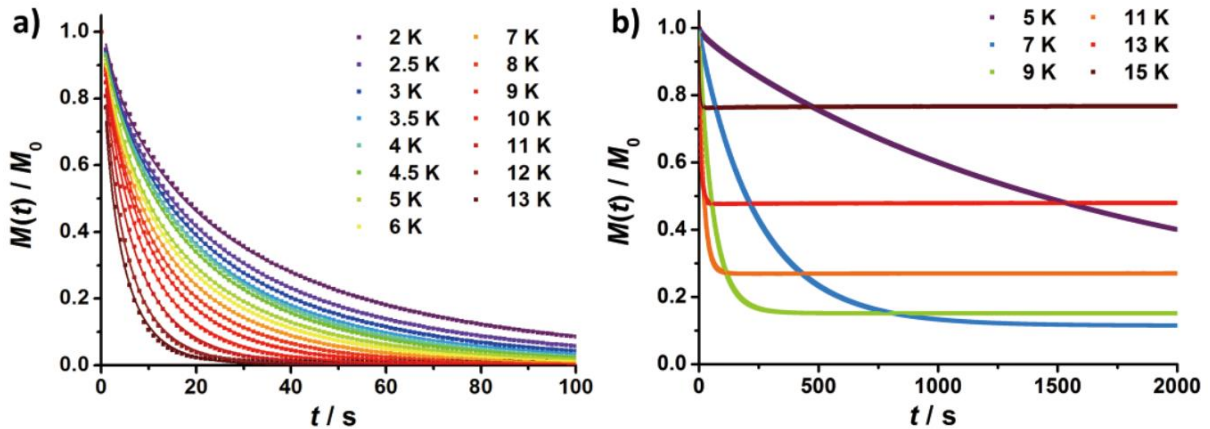 a)
1.0
0.8
0.6
0.4
0.2
0.0
M(t) / M0
0
20
40
60
80
100
t / s
2 K
2.5 K
3 K
3.5 K
4 K
4.5 K
5 K
6 K
7 K
8 K
9 K
10 K
11 K
12 K
13 K
b)
1.0
0.8
0.6
0.4
0.2
0.0
M(t) / M0
0
500
1000
1500
2000
t / s
5 K
7 K
9 K
11 K
13 K
15 K